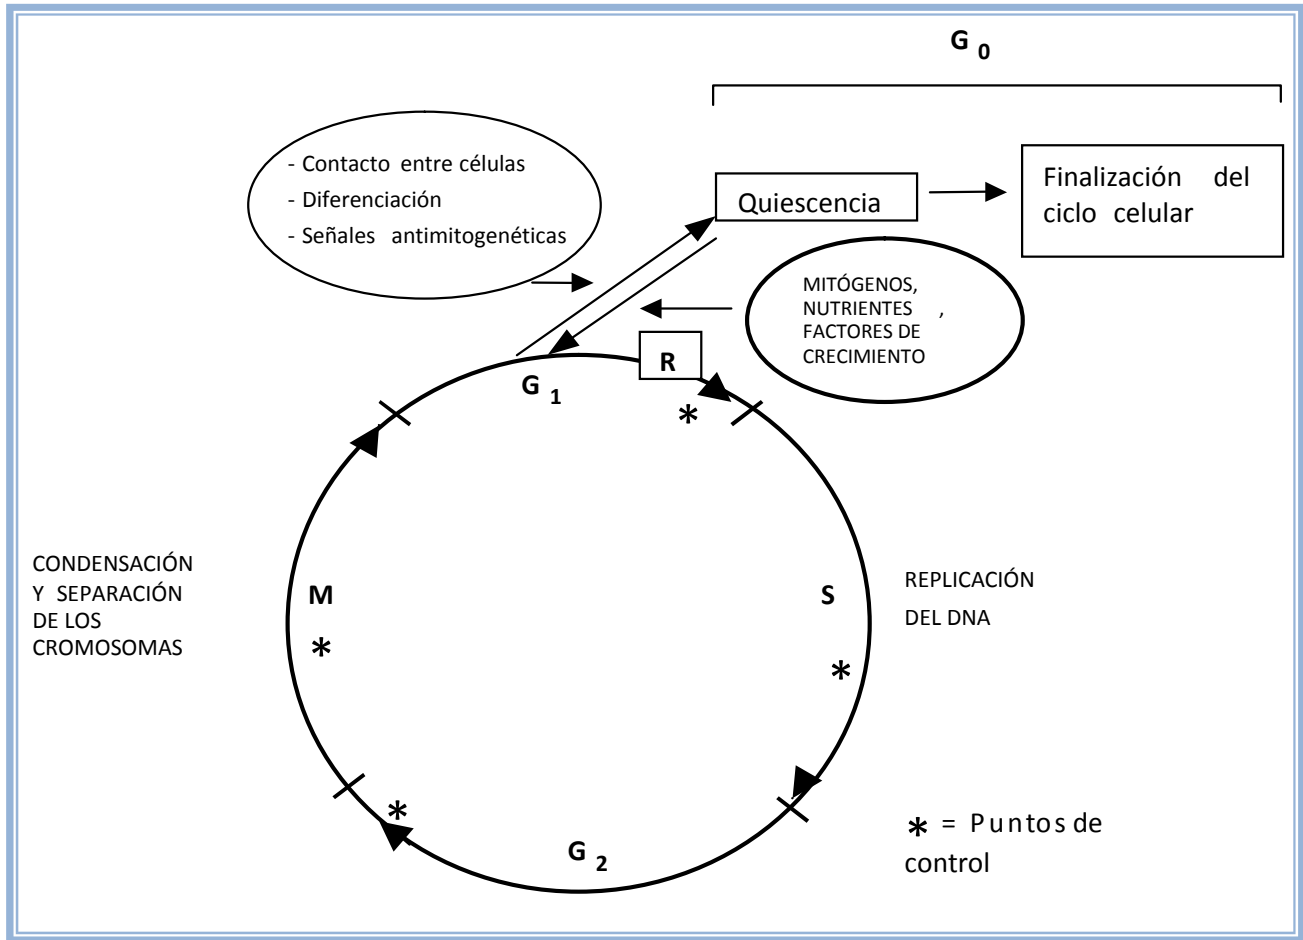 G 0
- Contacto entre células
- Diferenciación
- Señales antimitogenéticas
Quiescencia
Finalización del
ciclo celular
MITÓGENOS,
NUTRIENTES ,
FACTORES DE
CRECIMIENTO
R
G 1
*
CONDENSACIÓN
Y SEPARACIÓN
DE LOS
CROMOSOMAS
M
*
S
*
REPLICACIÓN
DEL DNA
*
G 2
* = Puntos de
control